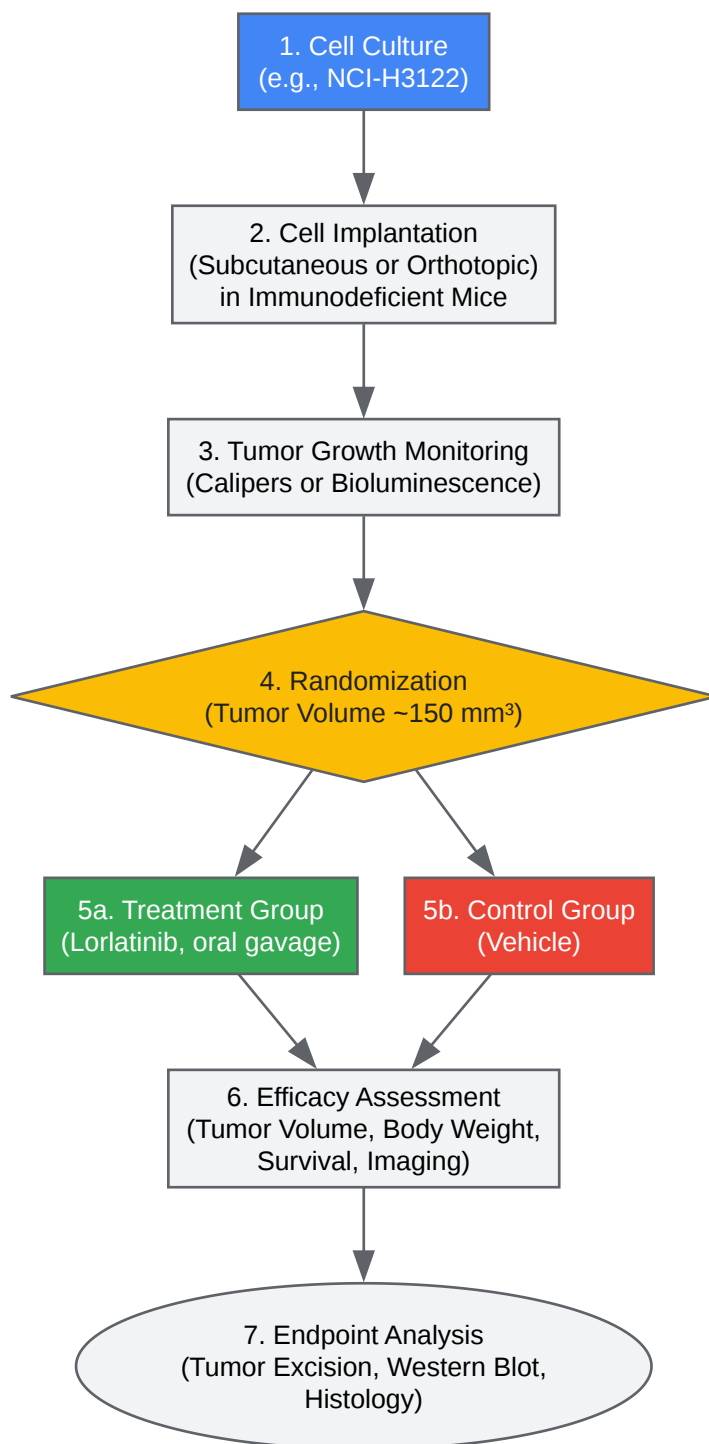 1. Cell Culture
(e.g., NCI-H3122)
2. Cell Implantation
(Subcutaneous or Orthotopic)
in Immunodeficient Mice
3. Tumor Growth Monitoring
(Calipers or Bioluminescence)
4. Randomization
(Tumor Volume ~150 mm³)
5a. Treatment Group
(Lorlatinib, oral gavage)
5b. Control Group
(Vehicle)
6. Efficacy Assessment
(Tumor Volume, Body Weight,
Survival, Imaging)
7. Endpoint Analysis
(Tumor Excision, Western Blot,
Histology)